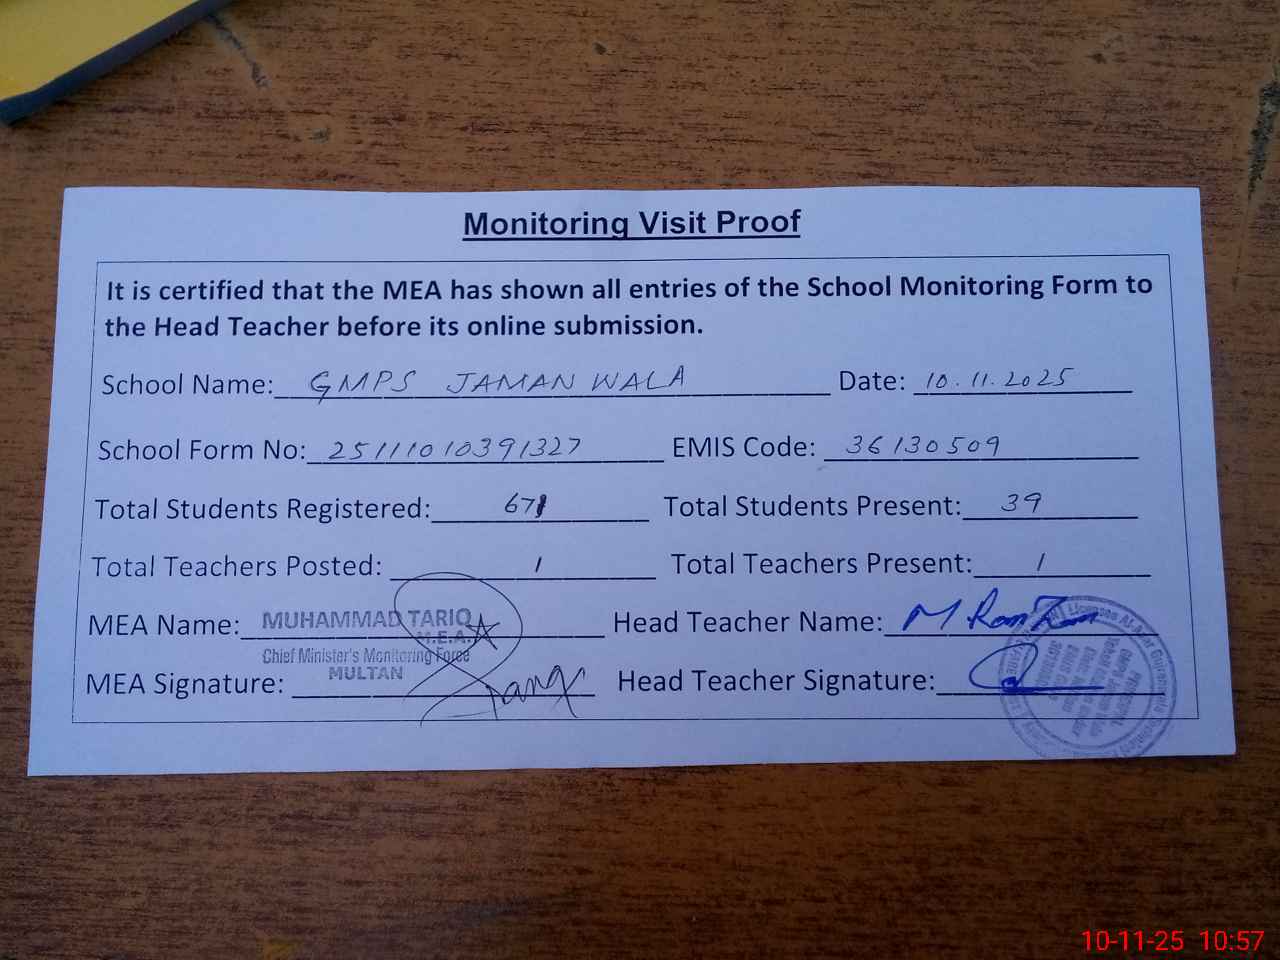 Monitoring Visit Proof
It is certified that the MEA has shown all entries of the School Monitoring Form to
the Head Teacher before its online submission.
School Name: GMPS JAMAN WALA Date: 10.11.2025
School Form No: 25111010391327 EMIS Code: 36130509
Total Students Registered: 67 Total Students Present: 39
Total Teachers Posted: 1 Total Teachers Present: 1
MEA Name: MUHAMMAD TARIQ Head Teacher Name: M Ramzan
M.E.A.
Chief Minister's Monitoring Force
MULTAN
MEA Signature: Head Teacher Signature:
10-11-25 10:57